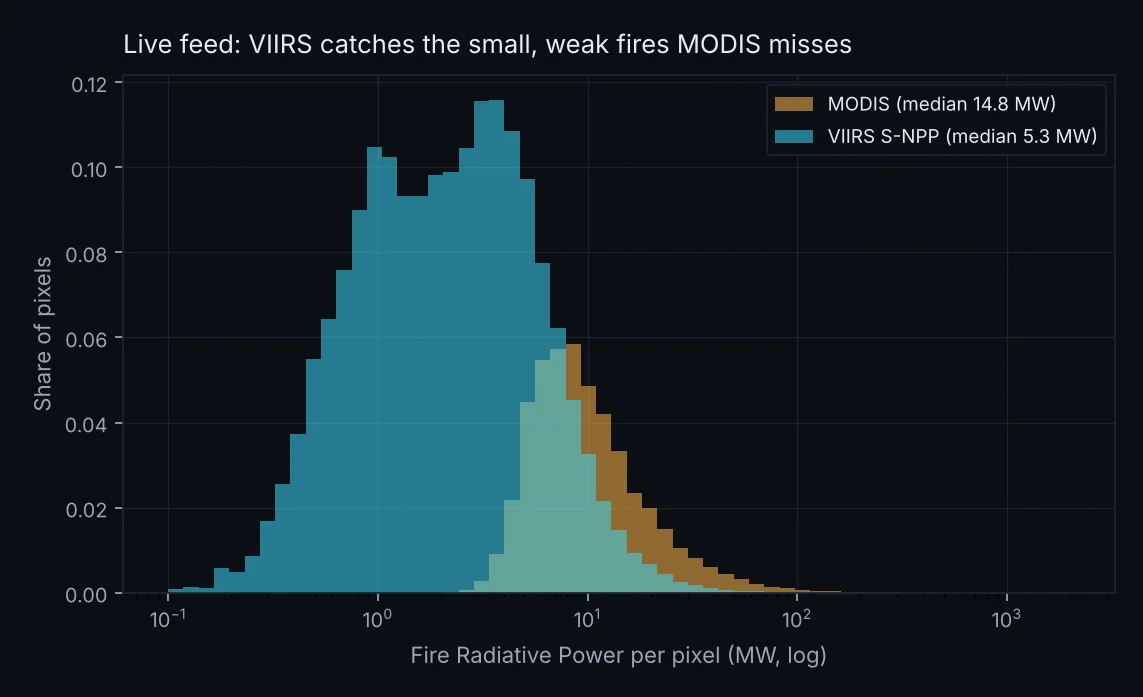 Live feed: VIIRS catches the small, weak fires MODIS misses
MODIS (median 14.8 MW)
VIIRS S-NPP (median 5.3 MW)
Share of pixels
0.12
0.10
0.08
0.06
0.04
0.02
0.00
10⁻¹
10⁰
10¹
10²
10³
Fire Radiative Power per pixel (MW, log)